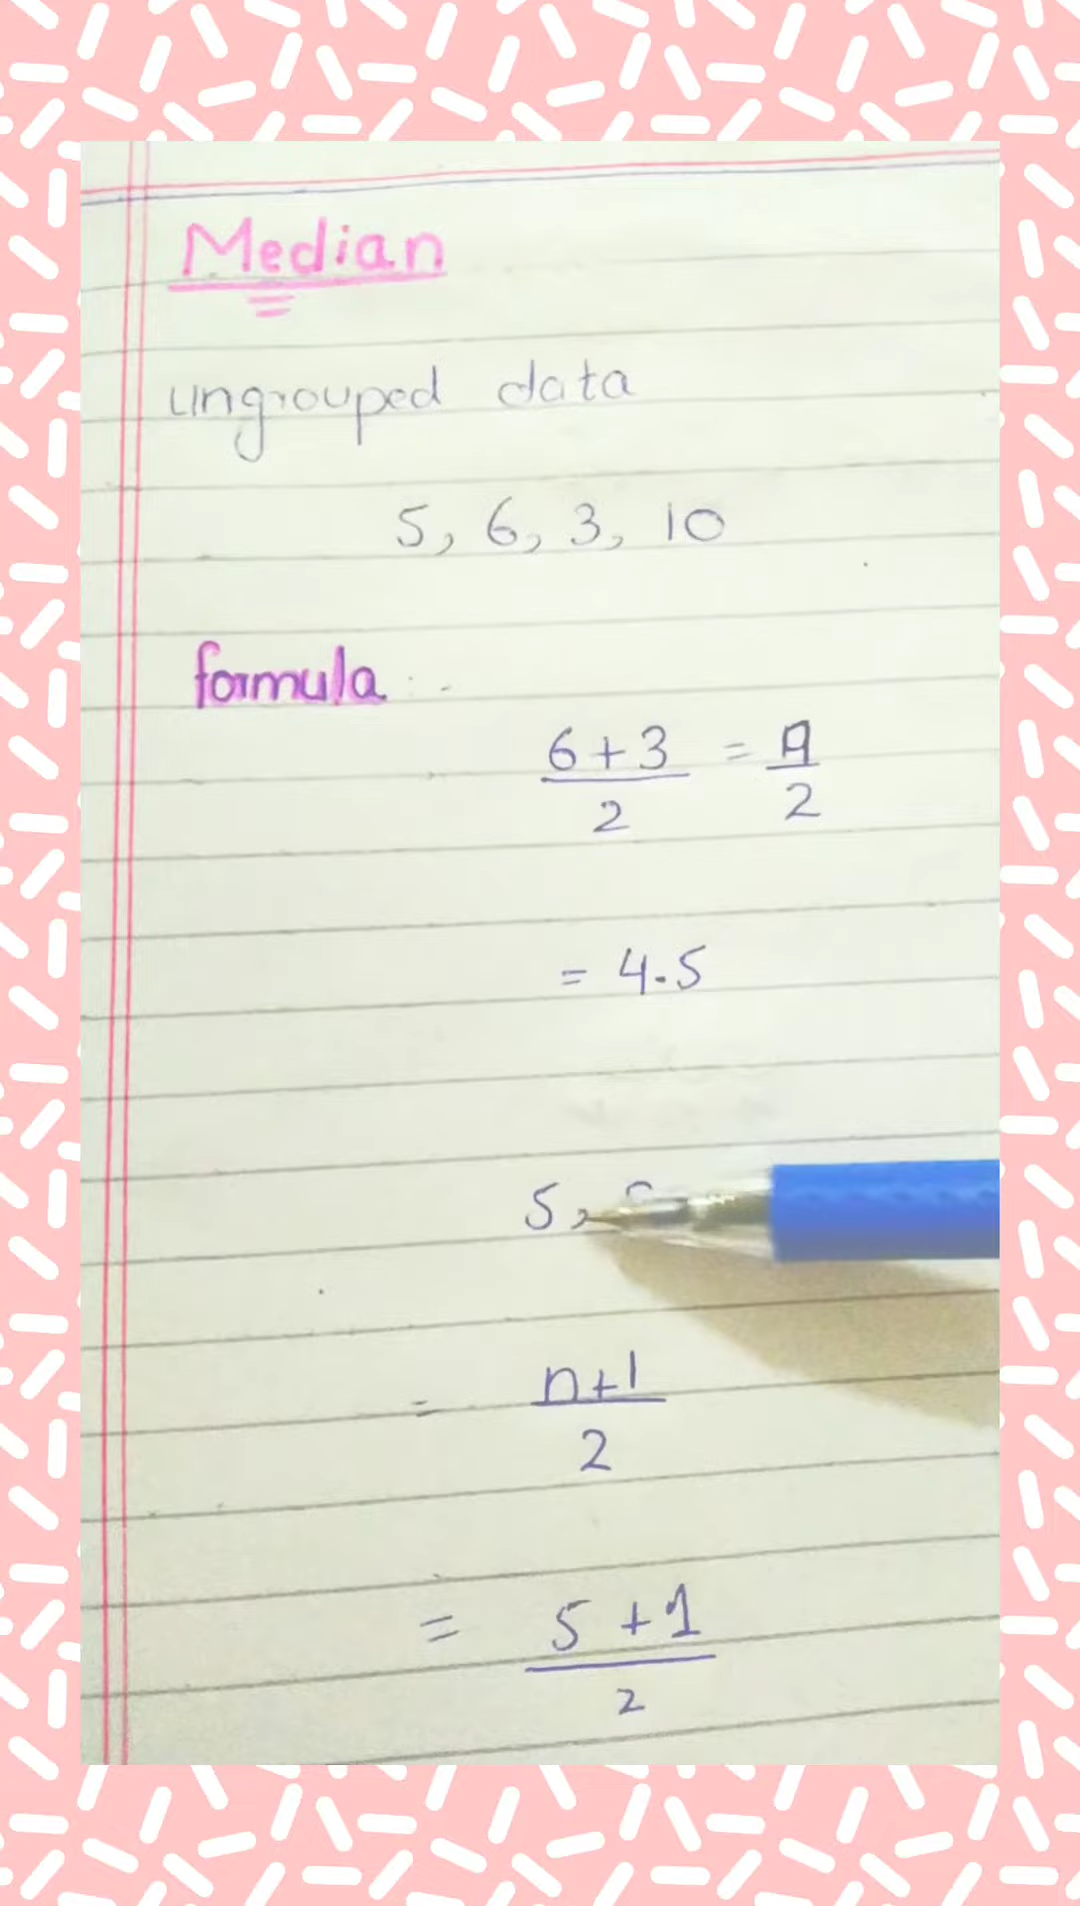 Median
ungrouped data
5, 6, 3, 10
formula :-
6+3 = 9
2 2
= 4.5
5,
= n+1
2
= 5+1
2